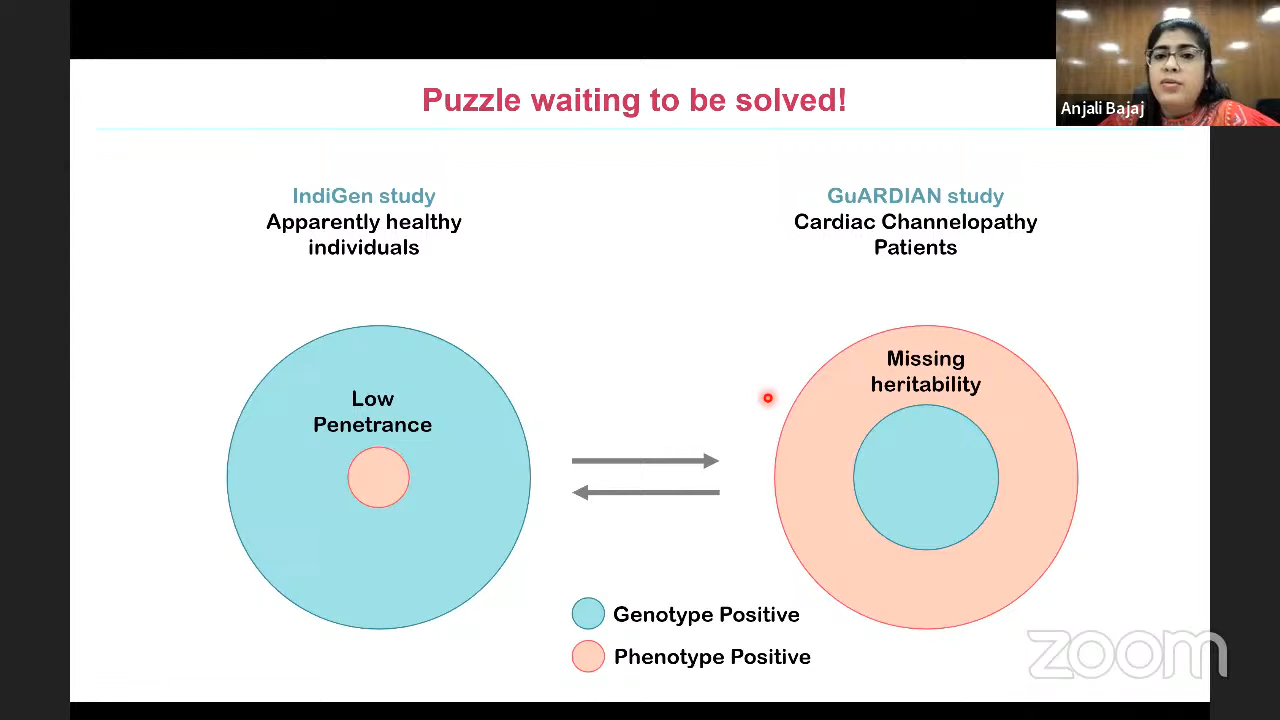 Puzzle waiting to be solved!
Anjali Bajaj
IndiGen study
Apparently healthy
individuals
GuARDIAN study
Cardiac Channelopathy
Patients
Low
Penetrance
Missing
heritability
Genotype Positive
Phenotype Positive
zoom